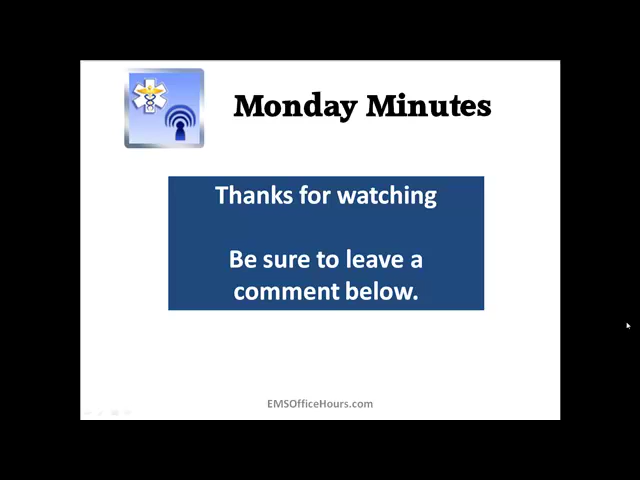 Monday Minutes
Thanks for watching
Be sure to leave a
comment below.
EMSOfficeHours.com